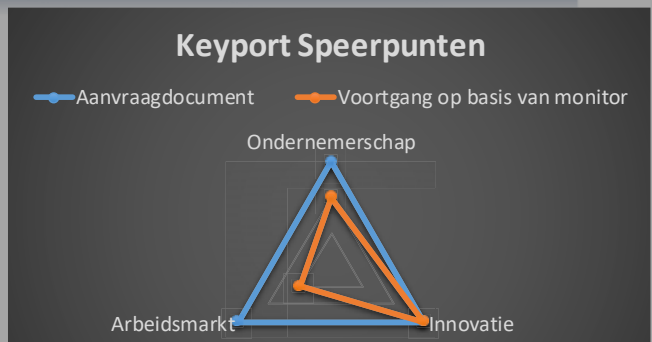 Keyport Speerpunten
Aanvraagdocument Voortgang op basis van monitor
Ondernemerschap
Arbeidsmarkt Innovatie